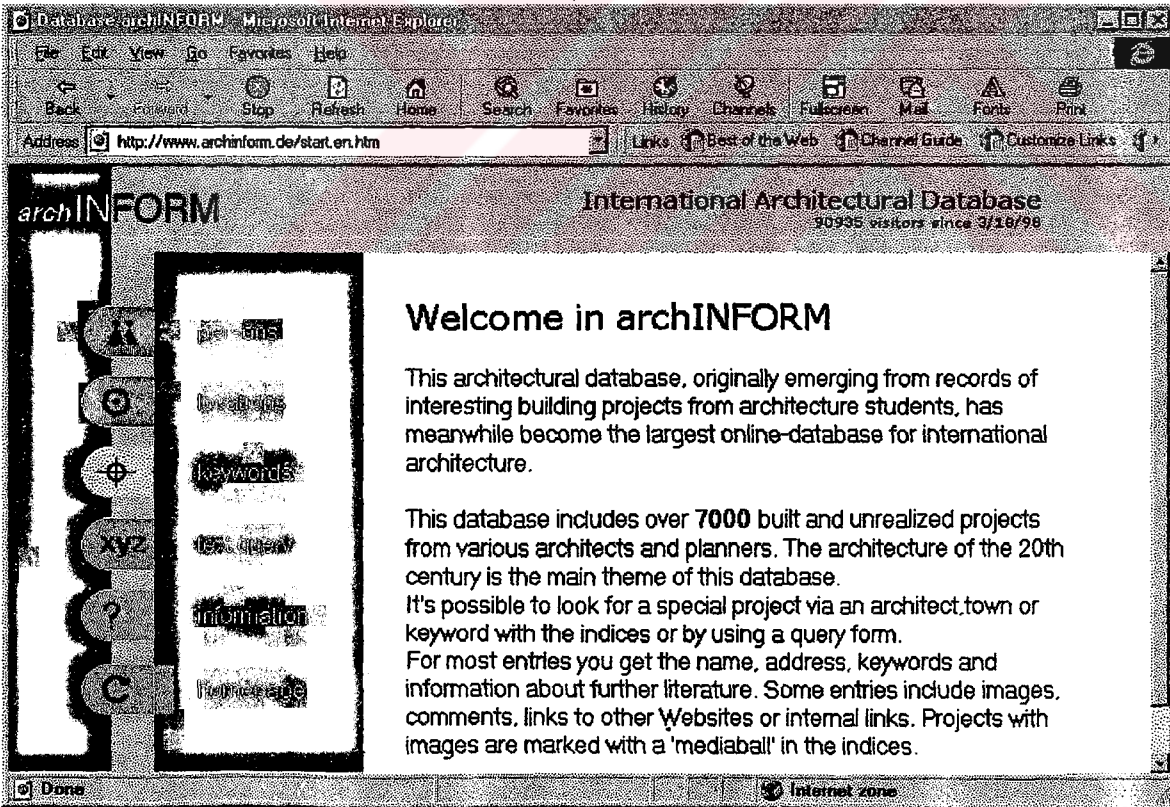 Database archINFORM - Microsoft Internet Explorer
File Edit View Go Favorites Help
Back Forward Stop Refresh Home Search Favorites History Channels Fullscreen Mail Fonts Print
Address http://www.archinform.de/start.en.htm Links Best of the Web Channel Guide Customize Links
archINFORM
International Architectural Database
90935 visitors since 3/18/98
persons
locations
keywords
xyz text query
? information
homepage
Welcome in archINFORM
This architectural database, originally emerging from records of
interesting building projects from architecture students, has
meanwhile become the largest online-database for international
architecture.
This database includes over 7000 built and unrealized projects
from various architects and planners. The architecture of the 20th
century is the main theme of this database.
It's possible to look for a special project via an architect,town or
keyword with the indices or by using a query form.
For most entries you get the name, address, keywords and
information about further literature. Some entries include images,
comments, links to other Websites or internal links. Projects with
images are marked with a 'mediaball' in the indices.
Done Internet zone